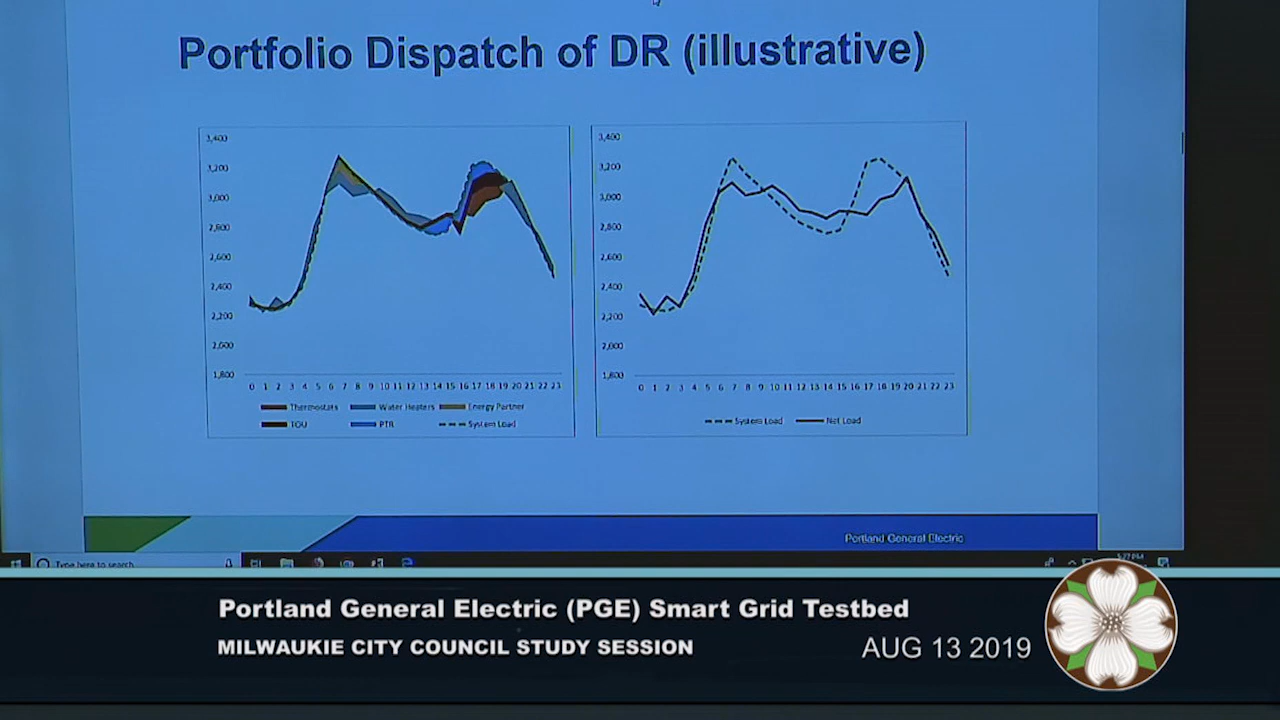 Portfolio Dispatch of DR (illustrative)
3,400
3,200
3,000
2,800
2,600
2,400
2,200
2,000
1,800
0 1 2 3 4 5 6 7 8 9 10 11 12 13 14 15 16 17 18 19 20 21 22 23
Thermostats Water Heaters Energy Partner
TOU PTR System Load
3,400
3,200
3,000
2,800
2,600
2,400
2,200
2,000
1,800
0 1 2 3 4 5 6 7 8 9 10 11 12 13 14 15 16 17 18 19 20 21 22 23
System Load Net Load
Portland General Electric
Type here to search
5:27 PM
Portland General Electric (PGE) Smart Grid Testbed
MILWAUKIE CITY COUNCIL STUDY SESSION
AUG 13 2019